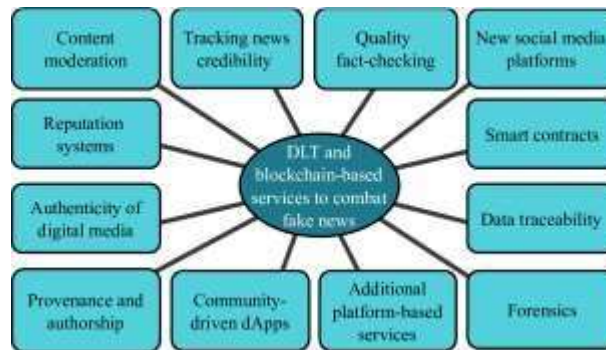 Content
moderation
Tracking news
credibility
Quality
fact-checking
New social media
platforms
Reputation
systems
Smart contracts
DLT and
blockchain-based
services to combat
fake news
Authenticity of
digital media
Data traceability
Provenance and
authorship
Community-
driven dApps
Additional
platform-based
services
Forensics